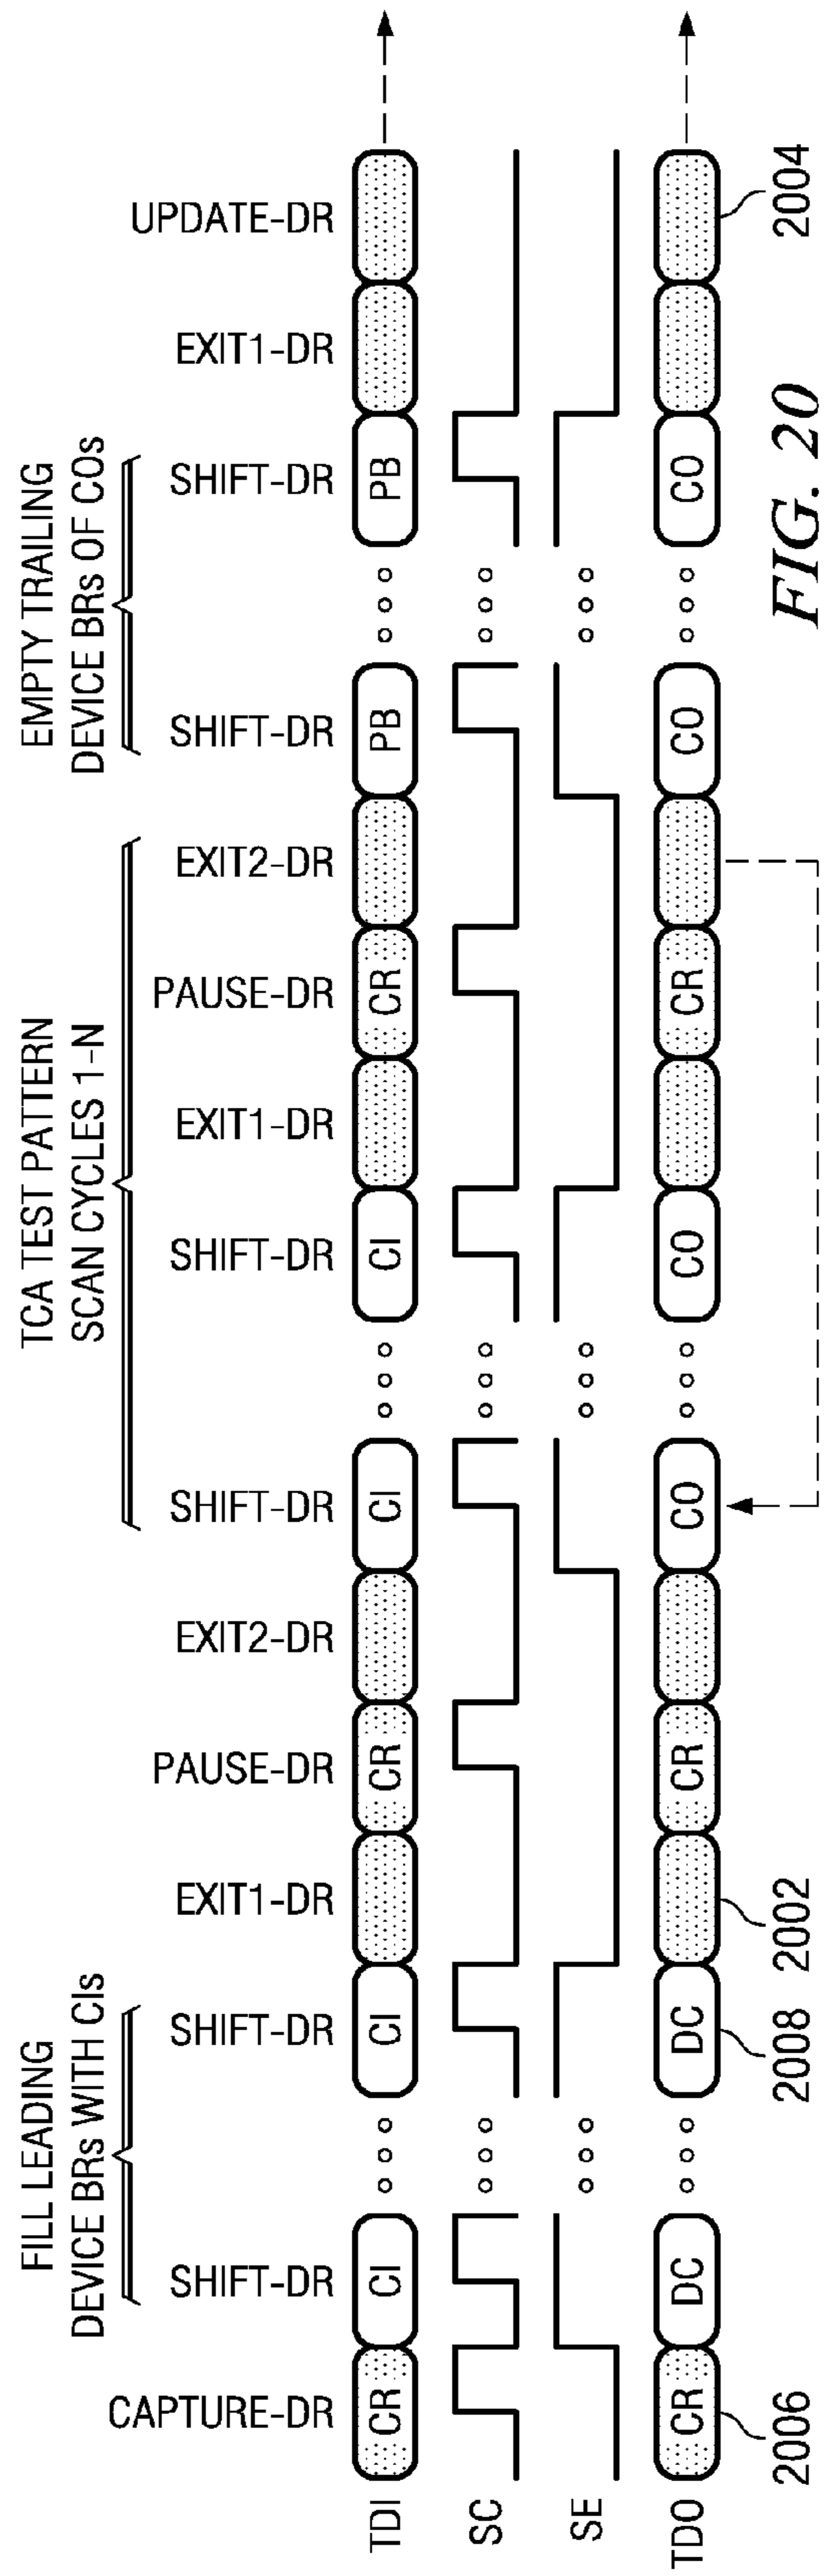 FILL LEADING
DEVICE BRs WITH CIs
TCA TEST PATTERN
SCAN CYCLES 1-N
EMPTY TRAILING
DEVICE BRs OF COs
CAPTURE-DR
SHIFT-DR
SHIFT-DR
EXIT1-DR
PAUSE-DR
EXIT2-DR
SHIFT-DR
SHIFT-DR
EXIT1-DR
PAUSE-DR
EXIT2-DR
SHIFT-DR
SHIFT-DR
EXIT1-DR
UPDATE-DR
TDI
CR
CI
CI
CR
CI
CI
CR
PB
PB
SC
SE
TDO
CR
DC
DC
CR
CO
CO
CR
CO
CO
2006
2008
2002
2004
FIG. 20